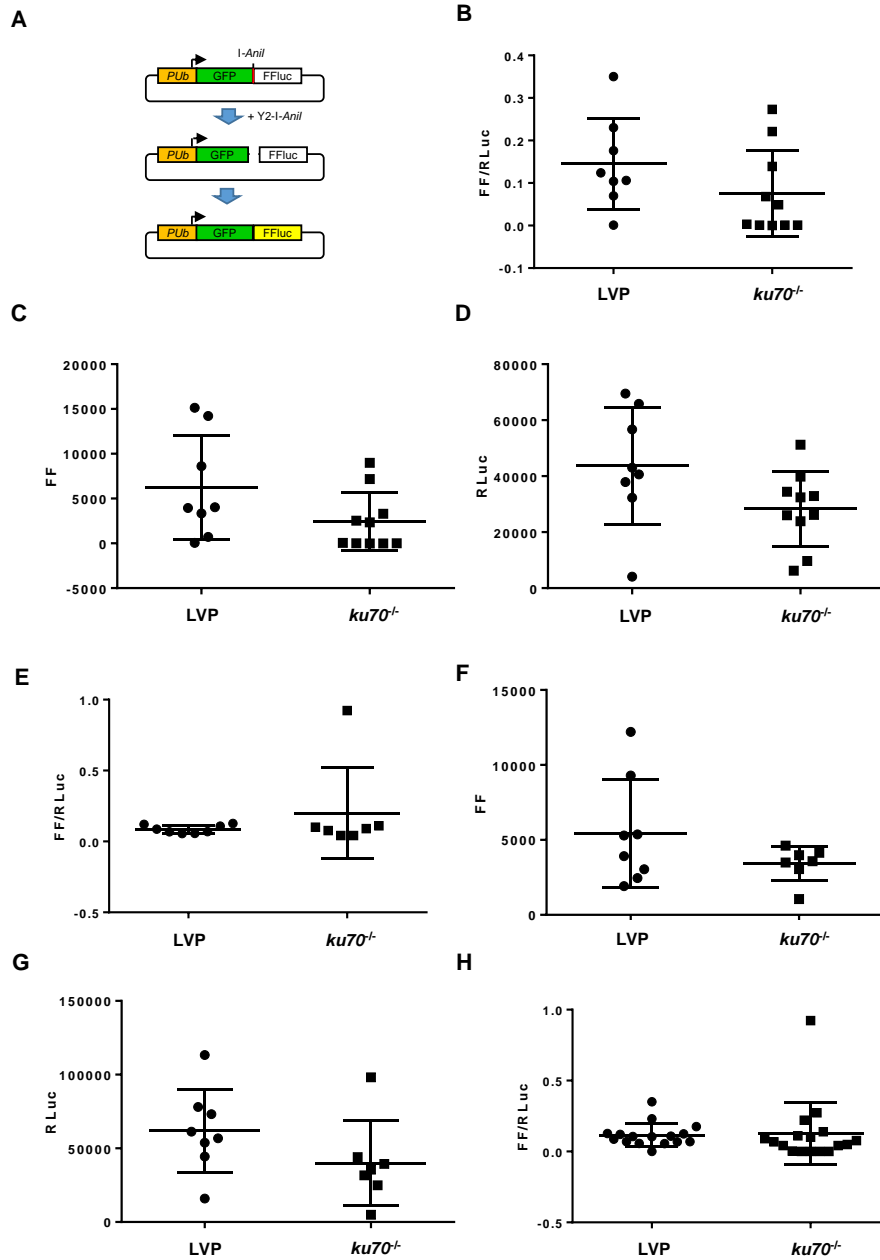 A
I-AniI
PUb GFP FFluc
+ Y2-I-AniI
PUb GFP FFluc
PUb GFP FFluc
B
FF/RLuc
0.4
0.3
0.2
0.1
0.0
-0.1
LVP ku70-/-
C
FF
20000
15000
10000
5000
0
-5000
LVP ku70-/-
D
RLuc
80000
60000
40000
20000
0
LVP ku70-/-
E
FF/RLuc
1.0
0.5
0.0
-0.5
LVP ku70-/-
F
FF
15000
10000
5000
0
LVP ku70-/-
G
RLuc
150000
100000
50000
0
LVP ku70-/-
H
FF/RLuc
1.0
0.5
0.0
-0.5
LVP ku70-/-